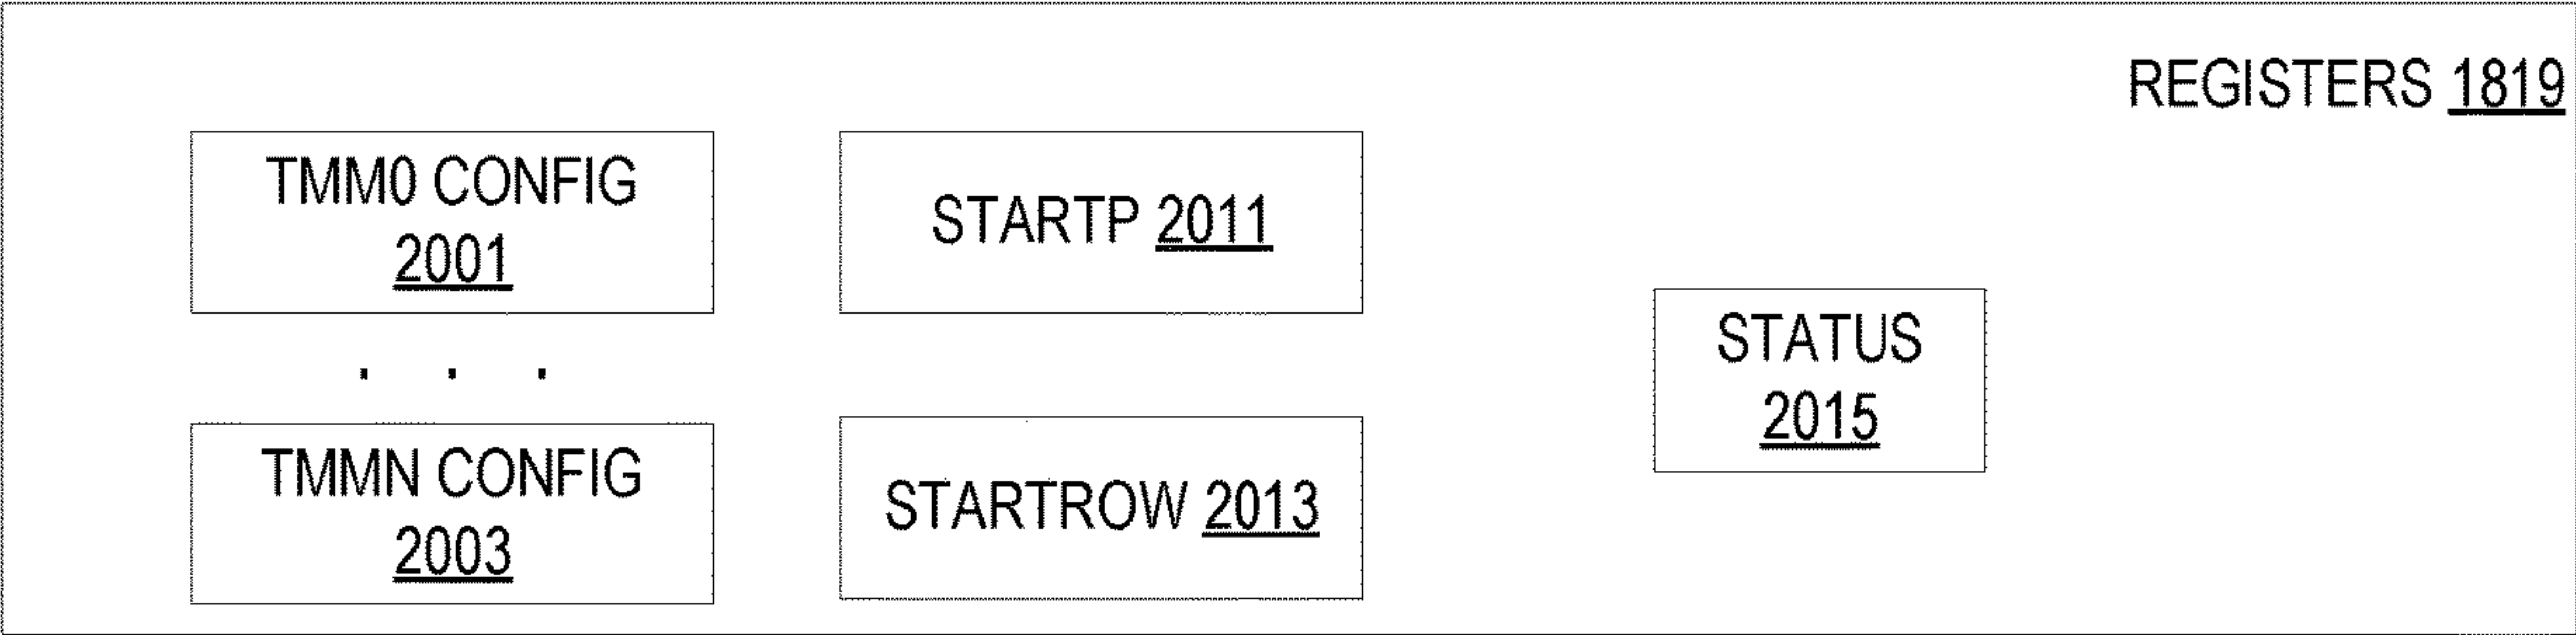 REGISTERS 1819
TMM0 CONFIG
2001
. . .
TMMN CONFIG
2003
STARTP 2011
STARTROW 2013
STATUS
2015